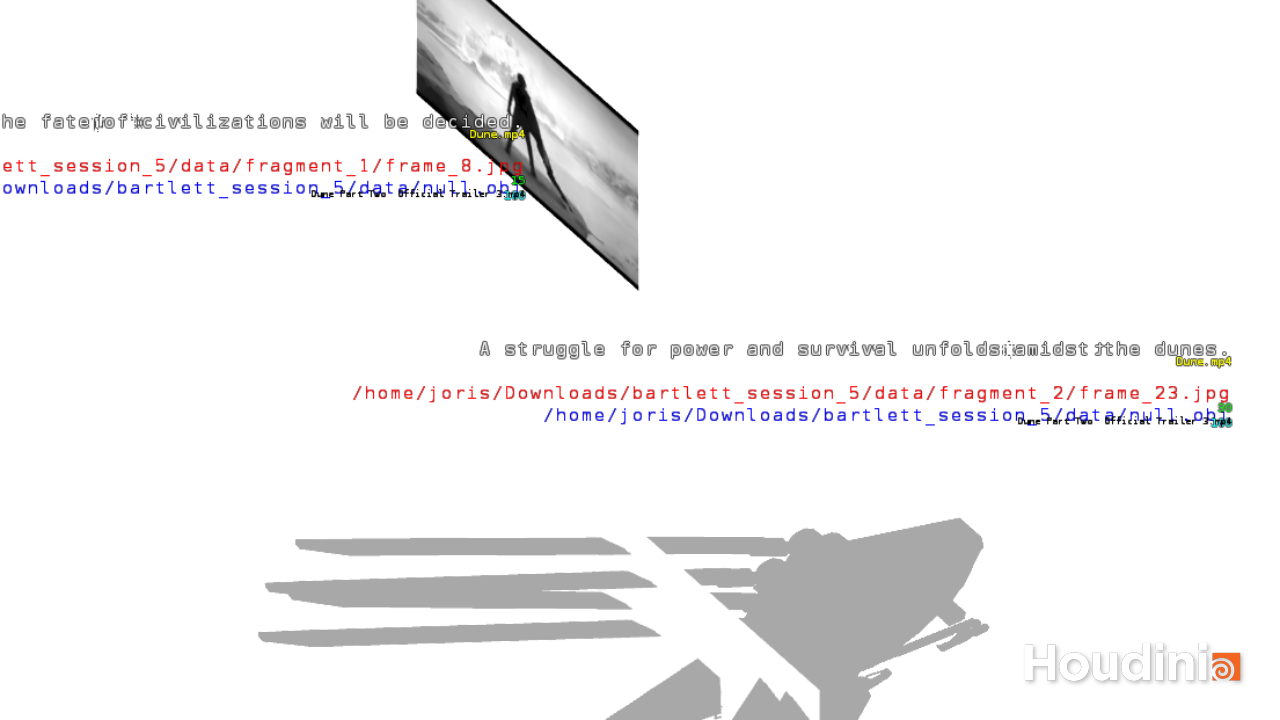 he fate of civilizations will be decided.
Dune.mp4
ett_session_5/data/fragment_1/frame_8.jpg
15
ownloads/bartlett_session_5/data/null.obj
Dune Part Two Official Trailer 3.mp4
A struggle for power and survival unfolds amidst the dunes.
Dune.mp4
/home/joris/Downloads/bartlett_session_5/data/fragment_2/frame_23.jpg
/home/joris/Downloads/bartlett_session_5/data/null.obj
Dune Part Two Official Trailer 3.mp4
Houdini